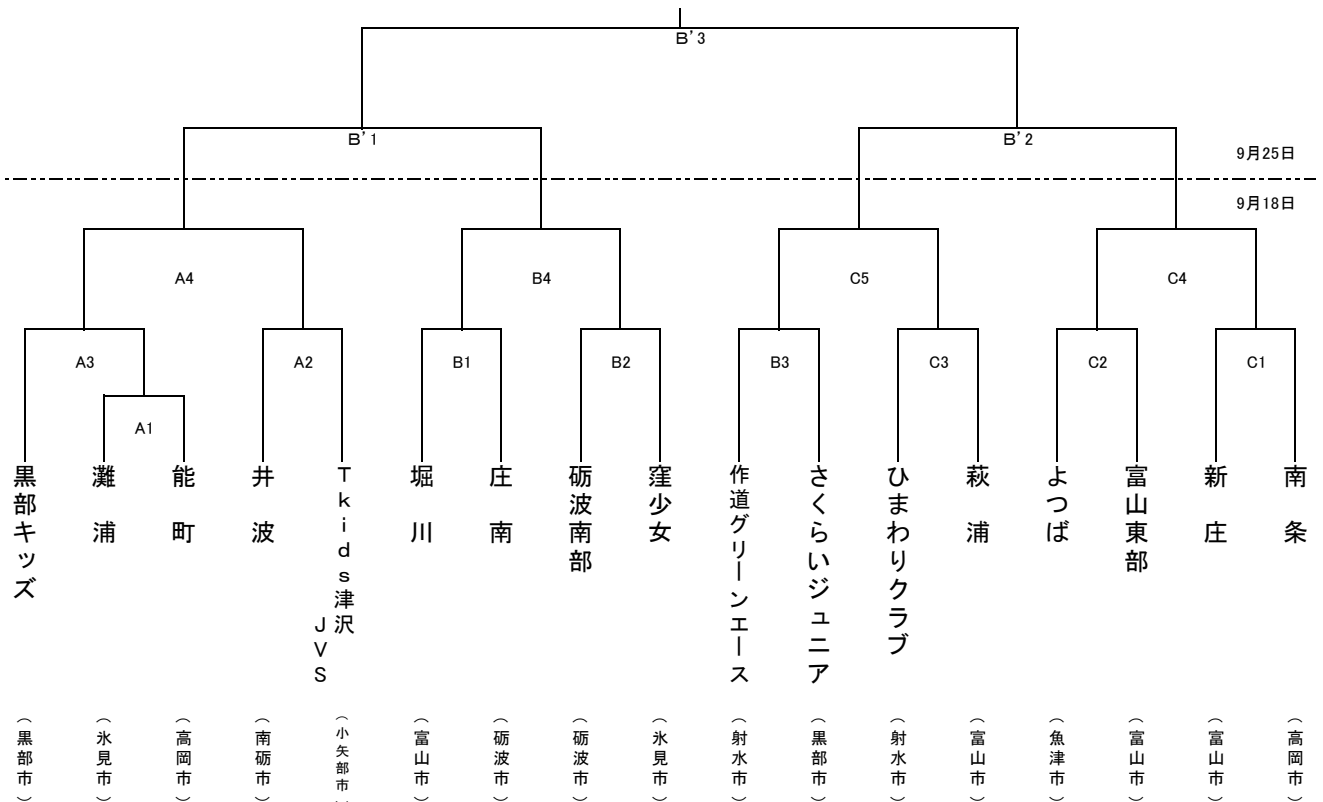 B'3
B'1
B'2
9月25日
9月18日
A4
B4
C5
C4
A3
A2
B1
B2
B3
C3
C2
C1
A1
黒部キッズ
灘浦
能町
井波
Tkids津沢
JVS
堀川
庄南
砺波南部
窪少女
作道グリーンエース
さくらいジュニア
ひまわりクラブ
萩浦
よつば
富山東部
新庄
南条
（黒部市）
（氷見市）
（高岡市）
（南砺市）
（小矢部市）
（富山市）
（砺波市）
（砺波市）
（氷見市）
（射水市）
（黒部市）
（射水市）
（富山市）
（魚津市）
（富山市）
（富山市）
（高岡市）